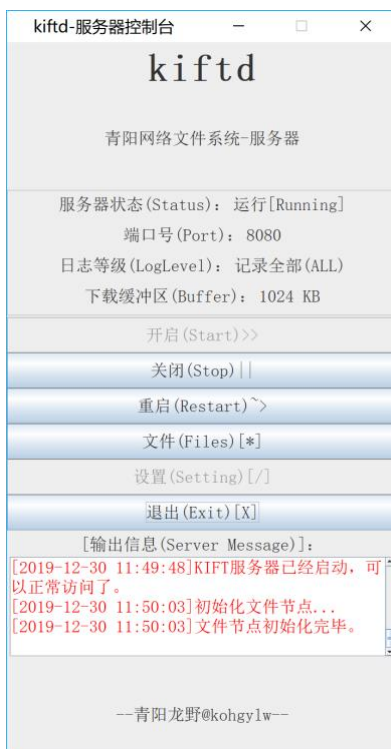 kiftd-服务器控制台
kiftd
青阳网络文件系统-服务器
服务器状态(Status): 运行[Running]
端口号(Port): 8080
日志等级(LogLevel): 记录全部(ALL)
下载缓冲区(Buffer): 1024 KB
开启(Start)>>
关闭(Stop)||
重启(Restart)~>
文件(Files)[*]
设置(Setting)[/]
退出(Exit)[X]
[输出信息(Server Message)]:
[2019-12-30 11:49:48]KIFT服务器已经启动，可
以正常访问了。
[2019-12-30 11:50:03]初始化文件节点...
[2019-12-30 11:50:03]文件节点初始化完毕。
--青阳龙野@kohgylw--